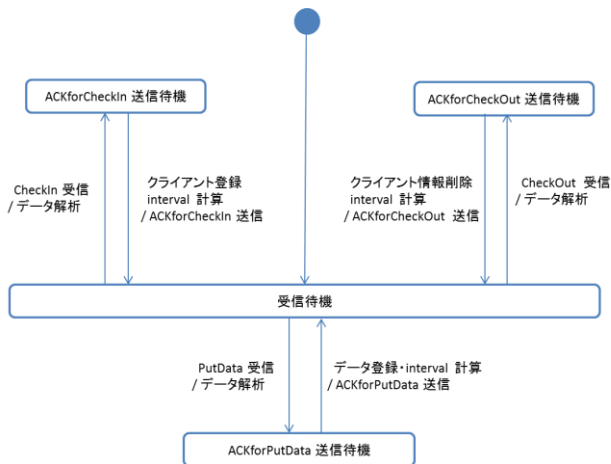 ACKforCheckIn 送信待機
ACKforCheckOut 送信待機
CheckIn 受信
/ データ解析
クライアント登録
interval 計算
/ ACKforCheckIn 送信
クライアント情報削除
interval 計算
/ ACKforCheckOut 送信
CheckOut 受信
/ データ解析
受信待機
PutData 受信
/ データ解析
データ登録・interval 計算
/ ACKforPutData 送信
ACKforPutData 送信待機